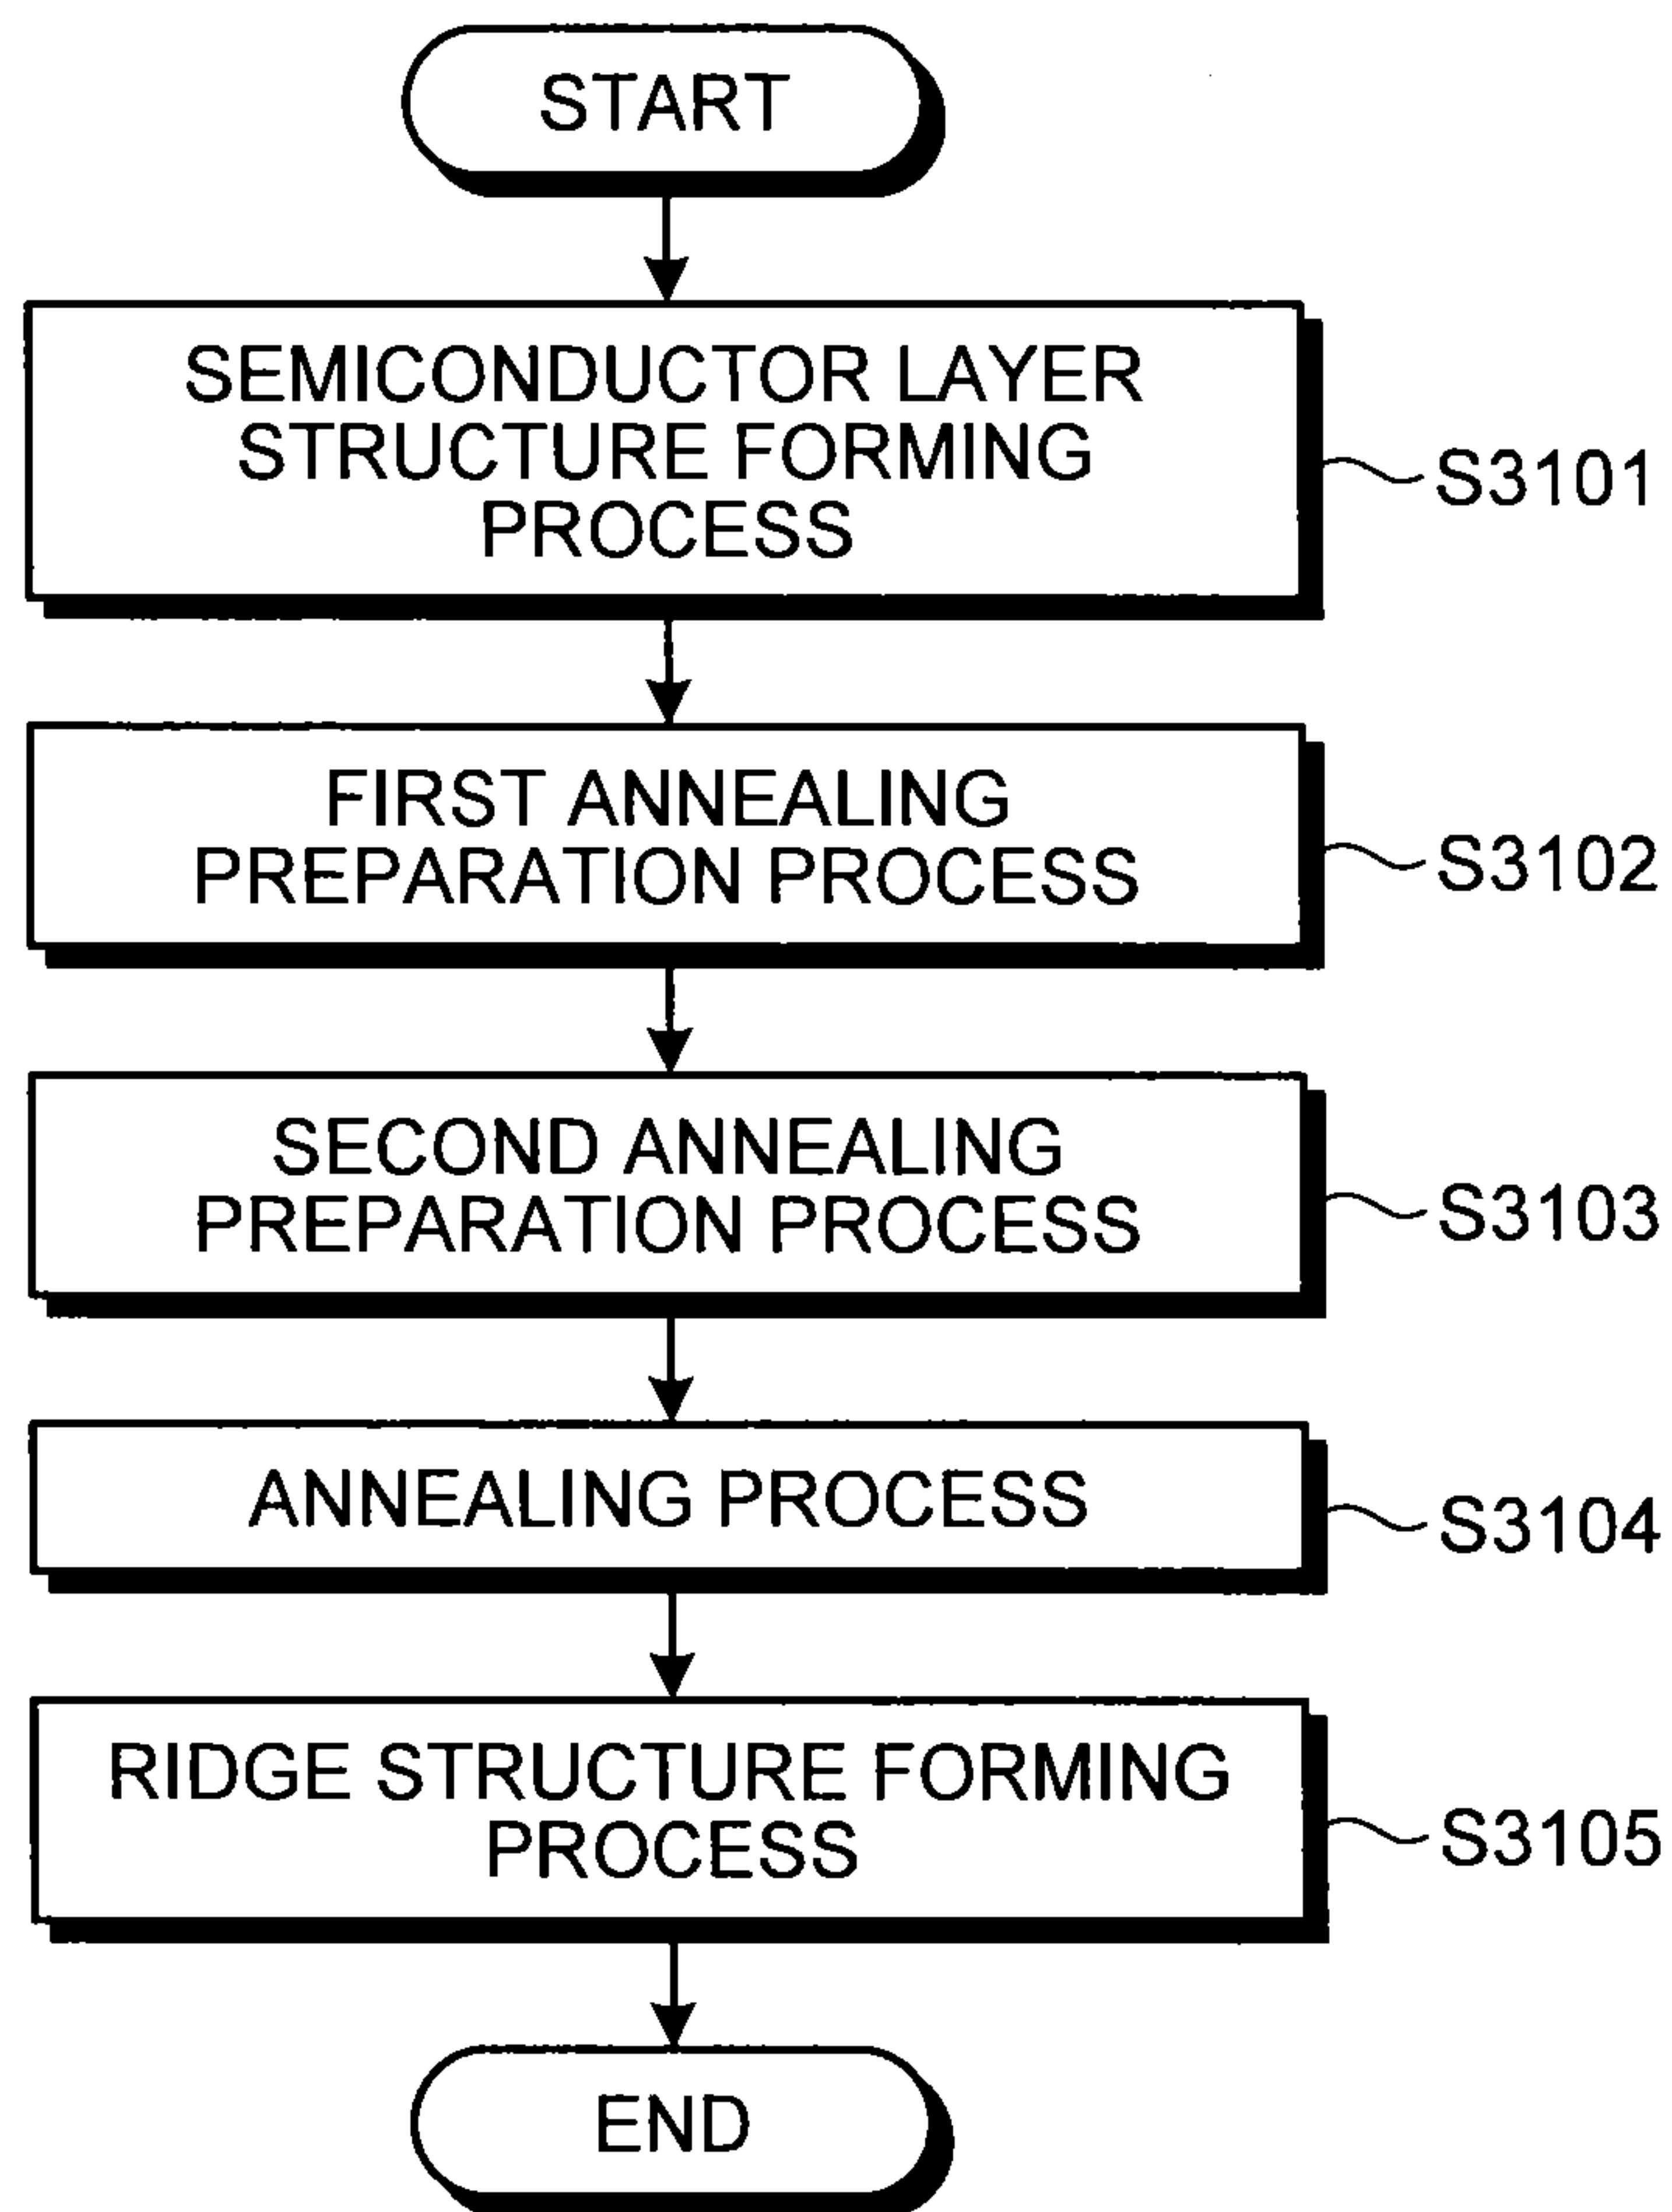 START
SEMICONDUCTOR LAYER
STRUCTURE FORMING
PROCESS
S3101
FIRST ANNEALING
PREPARATION PROCESS
S3102
SECOND ANNEALING
PREPARATION PROCESS
S3103
ANNEALING PROCESS
S3104
RIDGE STRUCTURE FORMING
PROCESS
S3105
END